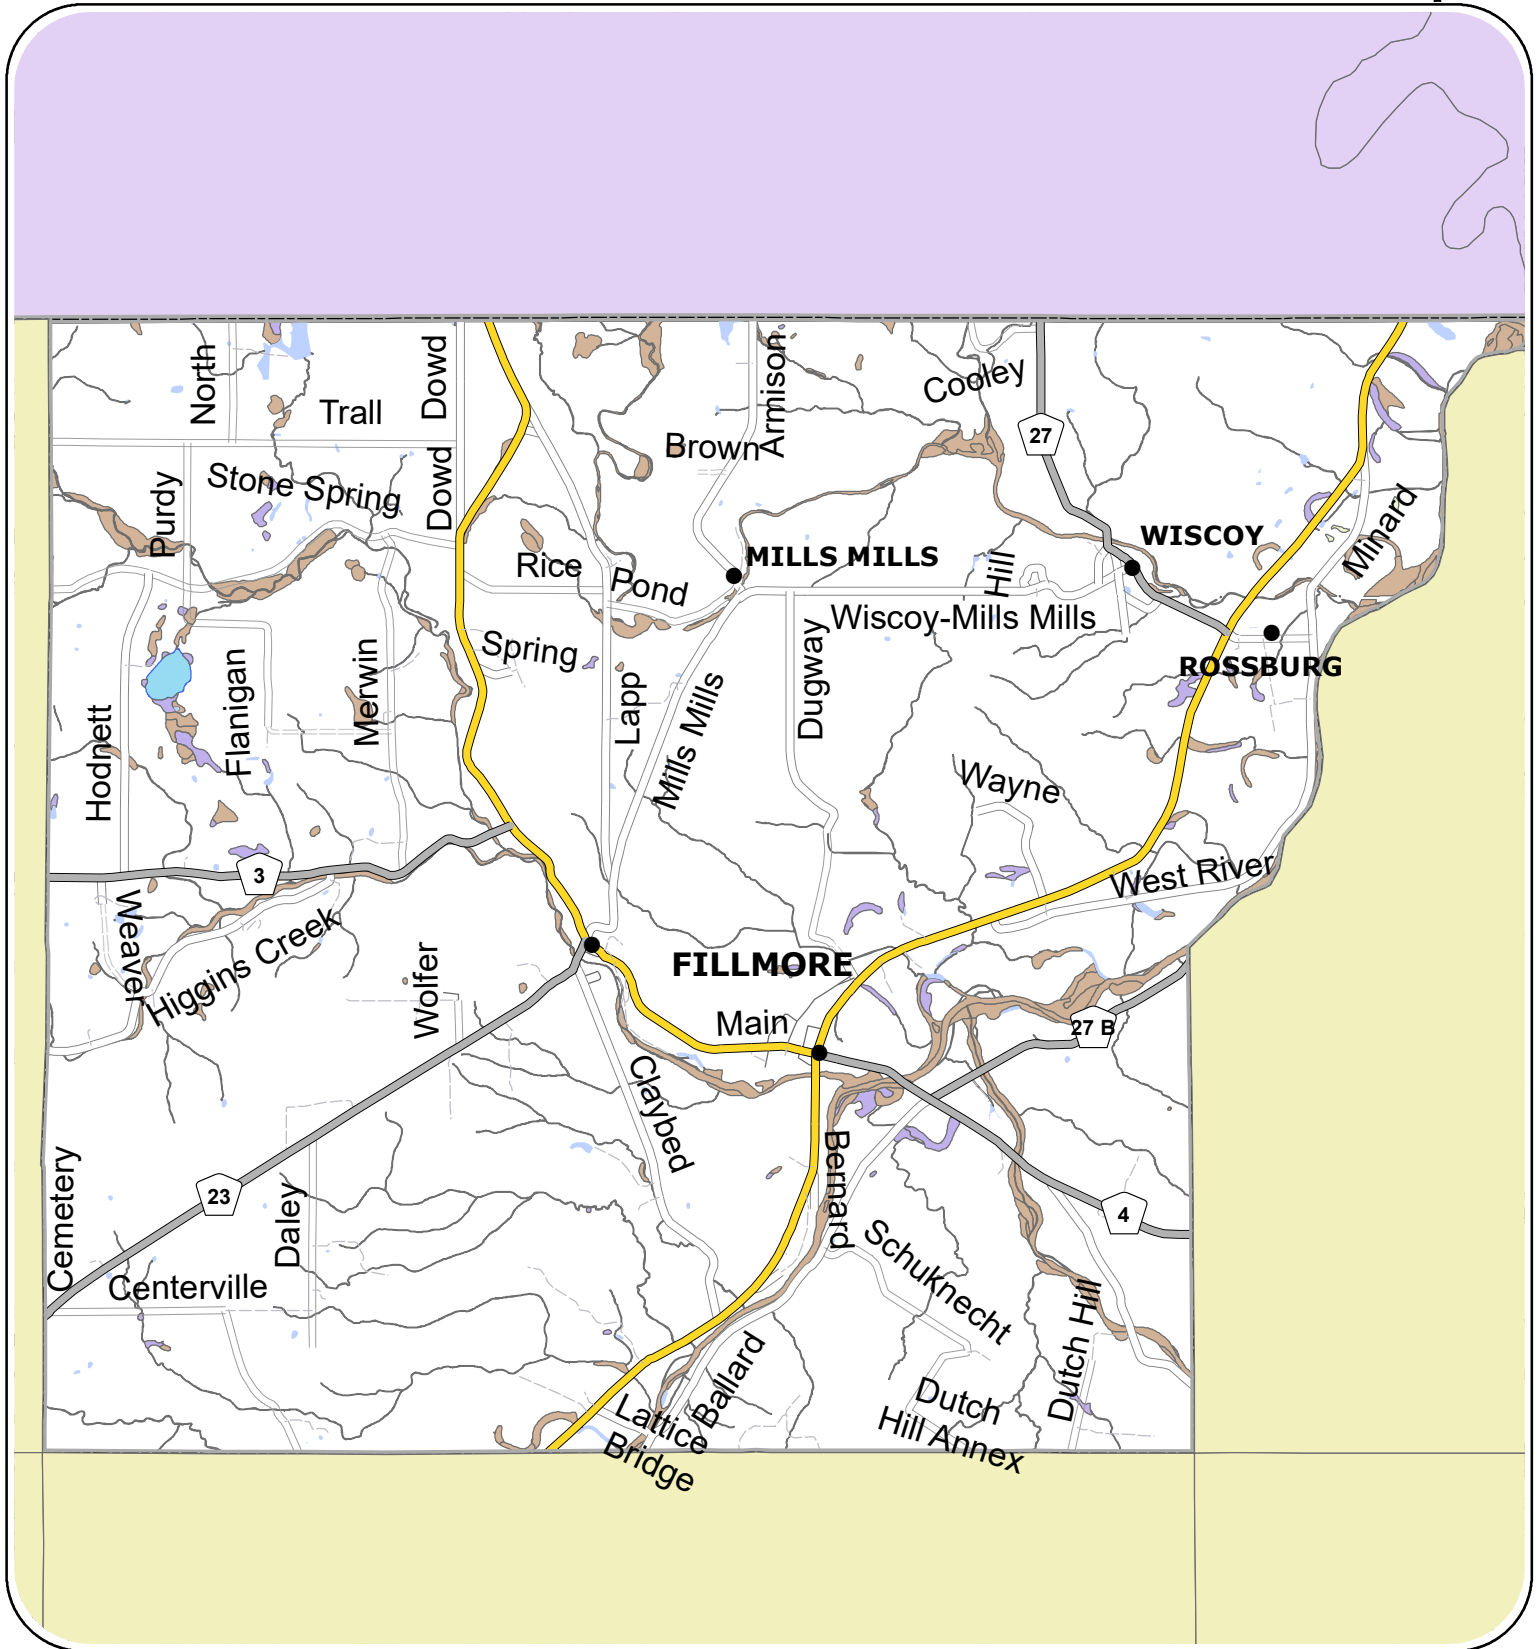 North
Dowd
Armison
Cooley
Trall
27
Brown
Stone Spring
Dowd
Purdy
Minard
WISCOY
MILLS MILLS
Rice
Pond
Hill
Wiscoy-Mills Mills
Spring
ROSSBURG
Flanigan
Merwin
Lapp
Mills Mills
Dugway
Hodnett
Wayne
3
West River
Weaver
Higgins Creek
Wolfer
FILLMORE
Main
27 B
Claybed
Bernard
Cemetery
23
Daley
4
Schuknecht
Centerville
Dutch Hill
Ballard
Lattice
Bridge
Dutch
Hill Annex